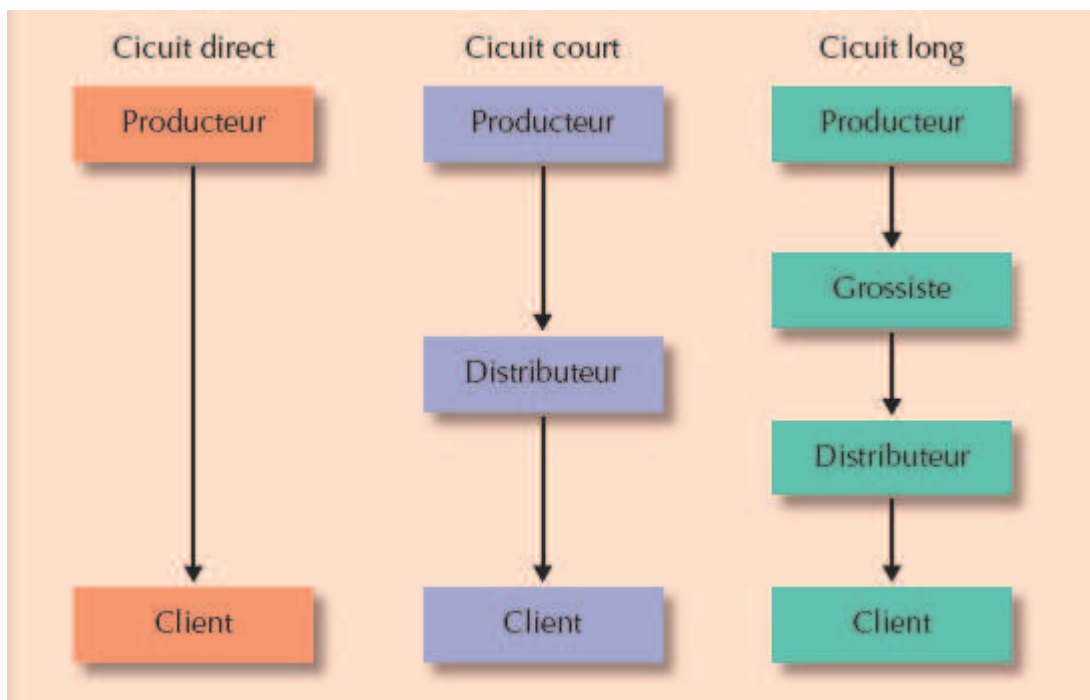 Cicuit direct
Producteur
Client
Cicuit court
Producteur
Distributeur
Client
Cicuit long
Producteur
Grossiste
Distributeur
Client